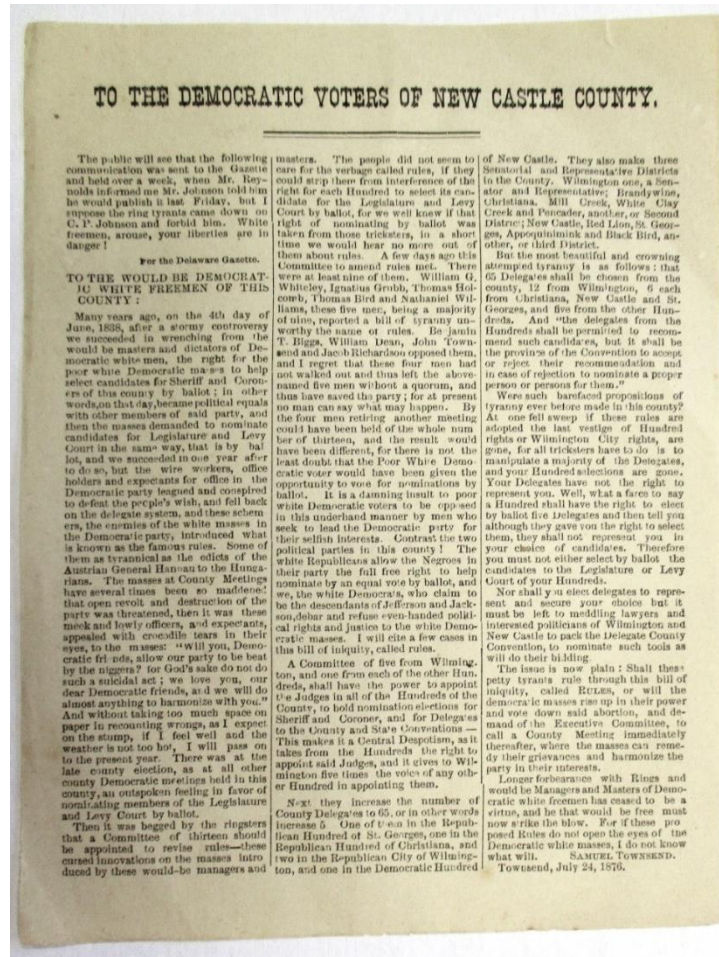 TO THE DEMOCRATIC VOTERS OF NEW CASTLE COUNTY.
The public will see that the following
communication was sent to the Gazette
and held over a week, when Mr. Rey-
nolds informed me Mr. Johnson told him
he would publish it last Friday, but I
suppose the ring tyrants came down on
C. P. Johnson and forbid him. White
freemen, arouse, your liberties are in
danger !
For the Delaware Gazette.
TO THE WOULD BE DEMOCRAT-
IC WHITE FREEMEN OF THIS
COUNTY :
Many years ago, on the 4th day of
June, 1838, after a stormy controversy
we succeeded in wrenching from the
would be masters and dictators of De-
mocratic white men, the right for the
poor white Democratic masses to help
select candidates for Sheriff and Coron-
ers of this county by ballot ; in other
words, on that day, became political equals
with other members of said party, and
then the masses demanded to nominate
candidates for Legislature and Levy
Court in the same way, that is by bal
lot, and we succeeded in one year after
to do so, but the wire workers, office
holders and expectants for office in the
Democratic party leagued and conspired
to defeat the people's wish, and fell back
on the delegate system, and these schem
ers, the enemies of the white masses in
the Democratic party, introduced what
is known as the famous rules. Some of
them as tyrannical as the edicts of the
Austrian General Hannau to the Hunga-
rians. The masses at County Meetings
have several times been so maddened
that open revolt and destruction of the
party was threatened, then it was these
meek and lowly officers, and expectants,
appealed with crocodile tears in their
eyes, to the masses: "Will you, Demo-
cratic friends, allow our party to be beat
by the niggers? for God's sake do not do
such a suicidal act ; we love you, our
dear Democratic friends, and we will do
almost anything to harmonize with you."
And without taking too much space on
paper in recounting wrongs, as I expect
on the stump, if I feel well and the
weather is not too hot, I will pass on
to the present year. There was at the
late county election, as at all other
county Democratic meetings held in this
county, an outspoken feeling in favor of
nominating members of the Legislature
and Levy Court by ballot.
Then it was begged by the ringsters
that a Committee of thirteen should
be appointed to revise rules—these
cursed innovations on the masses intro
duced by these would-be managers and
masters. The people did not seem to
care for the verbage called rules, if they
could strip them from interference of the
right for each Hundred to select its can-
didate for the Legislature and Levy
Court by ballot, for we well knew if that
right of nominating by ballot was
taken from those tricksters, in a short
time we would hear no more out of
them about rules. A few days ago this
Committee to amend rules met. There
were at least nine of them. William G.
Whiteley, Ignatius Grubb, Thomas Hol-
comb, Thomas Bird and Nathaniel Wil-
liams, these five men, being a majority
of nine, reported a bill of tyranny un-
worthy the name of rules. Be jamin
T. Biggs, William Dean, John Town-
send and Jacob Richardson opposed them,
and I regret that these four men had
not walked out and thus left the above-
named five men without a quorum, and
thus have saved the party ; for at present
no man can say what may happen. By
the four men retiring another meeting
could have been held of the whole num
ber of thirteen, and the result would
have been different, for there is not the
least doubt that the Poor White Demo-
cratic voter would have been given the
opportunity to vote for nominations by
ballot. It is a damning insult to poor
white Democratic voters to be opposed
in this underhand manner by men who
seek to lead the Democratic party for
their selfish interests. Contrast the two
political parties in this county ! The
white Republicans allow the Negroes in
their party the full free right to help
nominate by an equal vote by ballot, and
we, the white Democrats, who claim to
be the descendants of Jefferson and Jack-
son, debar and refuse even-handed politi-
cal rights and justice to the white Demo-
cratic masses. I will cite a few cases in
this bill of iniquity, called rules.
A Committee of five from Wilming-
ton, and one from each of the other Hun-
dreds, shall have the power to appoint
the Judges in all of the Hundreds of the
County, to hold nomination elections for
Sheriff and Coroner, and for Delegates
to the County and State Conventions —
This makes it a Central Despotism, as it
takes from the Hundreds the right to
appoint said Judges, and it gives to Wil-
mington five times the voice of any oth-
er Hundred in appointing them.
Next they increase the number of
County Delegates to 65, or in other words
increase 5 One of them in the Repub-
lican Hundred of St. Georges, one in the
Republican Hundred of Christiana, and
two in the Republican City of Wilming-
ton, and one in the Democratic Hundred
of New Castle. They also make three
Senatorial and Representative Districts
in the County. Wilmington one, a Sen-
ator and Representative; Brandywine,
Christiana, Mill Creek, White Clay
Creek and Pencader, another, or Second
District; New Castle, Red Lion, St. Geor-
ges, Appoquinimink and Black Bird, an-
other, or third District.
But the most beautiful and crowning
attempted tyranny is as follows : that
65 Delegates shall be chosen from the
county, 12 from Wilmington, 6 each
from Christiana, New Castle and St.
Georges, and five from the other Hun-
dreds. And "the delegates from the
Hundreds shall be permitted to recom-
mend such candidates, but it shall be
the province of the Convention to accept
or reject their recommendation and
in case of rejection to nominate a proper
person or persons for them."
Were such barefaced propositions of
tyranny ever before made in this county?
At one fell sweep if these rules are
adopted the last vestige of Hundred
rights or Wilmington City rights, are
gone, for all tricksters have to do is to
manipulate a majority of the Delegates,
and your Hundred selections are gone.
Your Delegates have not the right to
represent you. Well, what a farce to say
a Hundred shall have the right to elect
by ballot five Delegates and then tell you
although they gave you the right to select
them, they shall not represent you in
your choice of candidates. Therefore
you must not either select by ballot the
candidates to the Legislature or Levy
Court of your Hundreds.
Nor shall you elect delegates to repre-
sent and secure your choice but it
must be left to meddling lawyers and
interested politicians of Wilmington and
New Castle to pack the Delegate County
Convention, to nominate such tools as
will do their bidding.
The issue is now plain : Shall these
petty tyrants rule through this bill of
iniquity, called RULES, or will the
democratic masses rise up in their power
and vote down said abortion, and de-
mand of the Executive Committee, to
call a County Meeting immediately
thereafter, where the masses can reme-
dy their grievances and harmonize the
party in their interests.
Longer forbearance with Rings and
would be Managers and Masters of Demo-
cratic white freemen has ceased to be a
virtue, and he that would be free must
now strike the blow. For if these pro
posed Rules do not open the eyes of the
Democratic white masses, I do not know
what will. SAMUEL TOWNSEND.
Townsend, July 24, 1876.